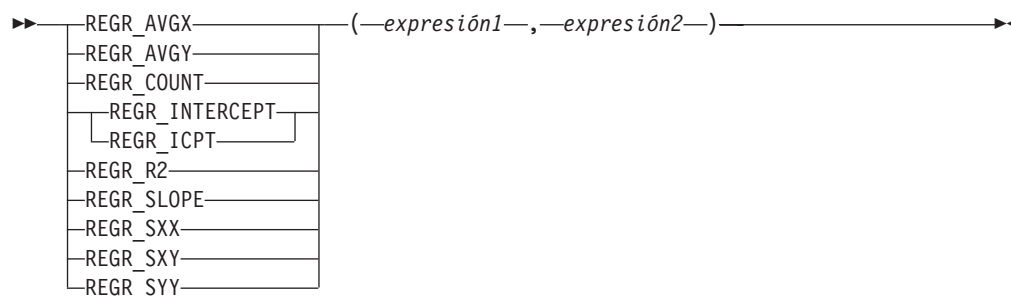 REGR_AVGX ( expresión1 , expresión2 )
REGR_AVGY
REGR_COUNT
REGR_INTERCEPT
REGR_ICPT
REGR_R2
REGR_SLOPE
REGR_SXX
REGR_SXY
REGR_SYY